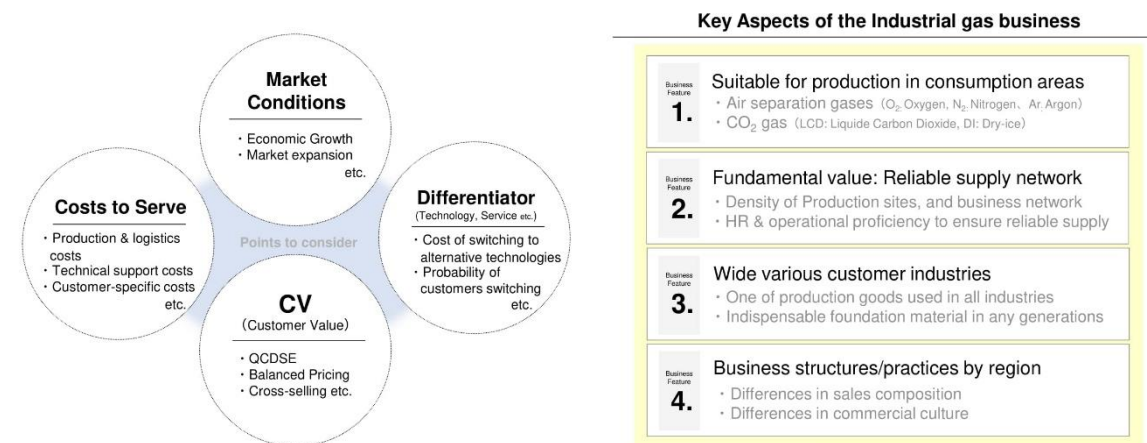 Market
Conditions
・Economic Growth
・Market expansion
etc.
Costs to Serve
・Production & logistics
costs
・Technical support costs
・Customer-specific costs
etc.
Points to consider
Differentiator
(Technology, Service etc.)
・Cost of switching to
alternative technologies
・Probability of
customers switching
etc.
CV
（Customer Value）
・QCDSE
・Balanced Pricing
・Cross-selling etc.
Key Aspects of the Industrial gas business
Business
Feature
1.
Suitable for production in consumption areas
・Air separation gases（O₂: Oxygen, N₂: Nitrogen、Ar: Argon）
・CO₂ gas（LCD: Liquide Carbon Dioxide, DI: Dry-ice）
Business
Feature
2.
Fundamental value: Reliable supply network
・Density of Production sites, and business network
・HR & operational proficiency to ensure reliable supply
Business
Feature
3.
Wide various customer industries
・One of production goods used in all industries
・Indispensable foundation material in any generations
Business
Feature
4.
Business structures/practices by region
・Differences in sales composition
・Differences in commercial culture